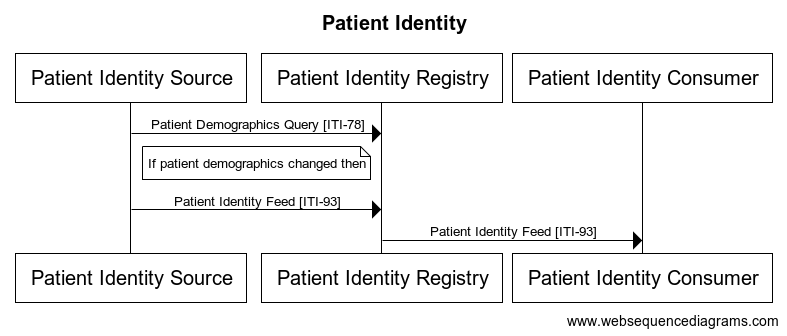 Patient Identity
Patient Identity Source
Patient Identity Registry
Patient Identity Consumer
Patient Demographics Query [ITI-78]
If patient demographics changed then
Patient Identity Feed [ITI-93]
Patient Identity Feed [ITI-93]
Patient Identity Source
Patient Identity Registry
Patient Identity Consumer
www.websequencediagrams.com